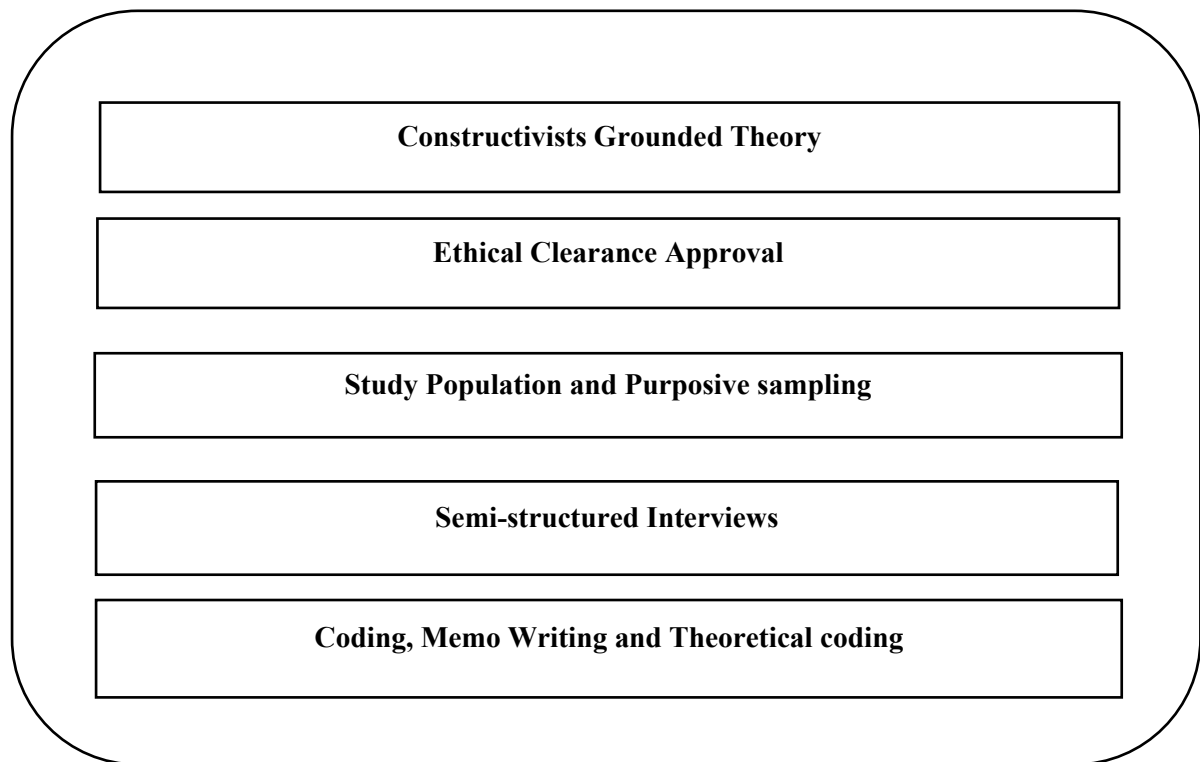 Constructivists Grounded Theory
Ethical Clearance Approval
Study Population and Purposive sampling
Semi-structured Interviews
Coding, Memo Writing and Theoretical coding